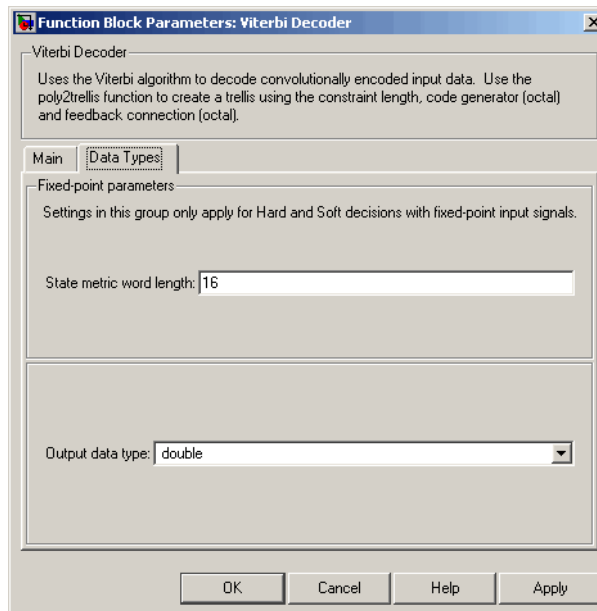 Function Block Parameters: Viterbi Decoder
Viterbi Decoder
Uses the Viterbi algorithm to decode convolutionally encoded input data. Use the
poly2trellis function to create a trellis using the constraint length, code generator (octal)
and feedback connection (octal).
Main Data Types
Fixed-point parameters
Settings in this group only apply for Hard and Soft decisions with fixed-point input signals.
State metric word length: 16
Output data type: double
OK Cancel Help Apply